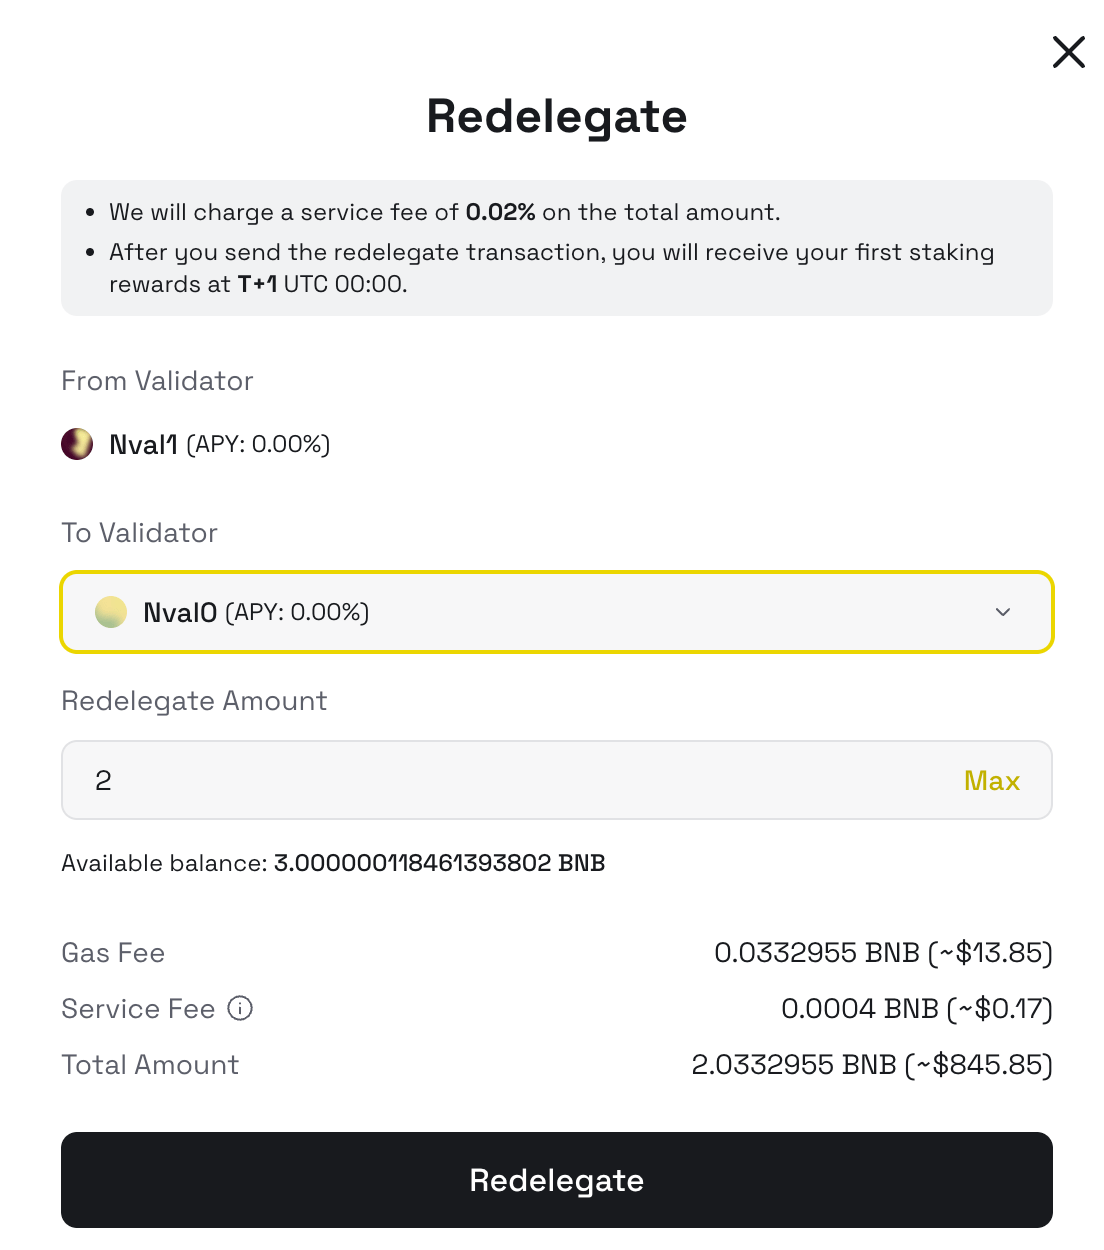 Redelegate
• We will charge a service fee of 0.02% on the total amount.
• After you send the redelegate transaction, you will receive your first staking
rewards at T+1 UTC 00:00.
From Validator
Nval1 (APY: 0.00%)
To Validator
Nval0 (APY: 0.00%)
Redelegate Amount
2 Max
Available balance: 3.000000118461393802 BNB
Gas Fee 0.0332955 BNB (~$13.85)
Service Fee 0.0004 BNB (~$0.17)
Total Amount 2.0332955 BNB (~$845.85)
Redelegate